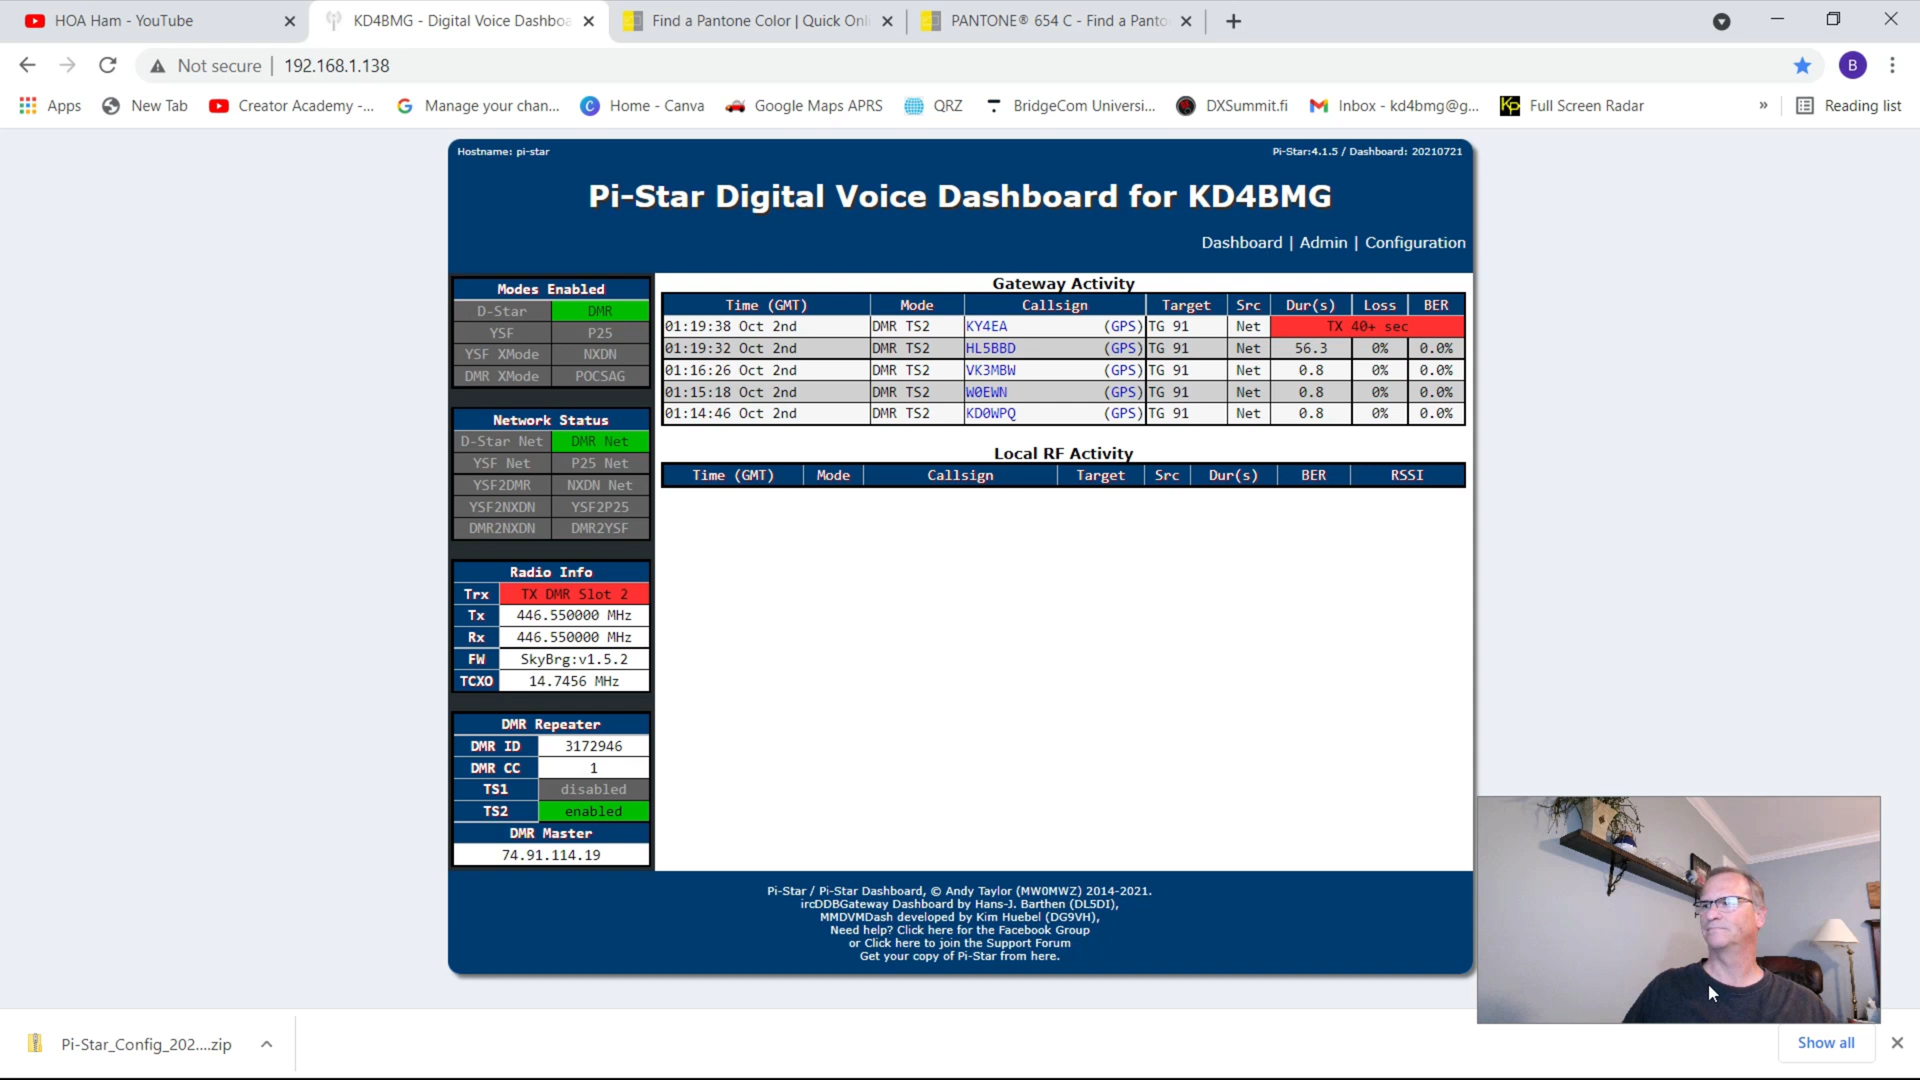 HOA Ham - YouTube
KD4BMG - Digital Voice Dashboa
Find a Pantone Color | Quick Onl
PANTONE® 654 C - Find a Panto
Not secure | 192.168.1.138
B
Apps
New Tab
Creator Academy -...
Manage your chan...
Home - Canva
Google Maps APRS
QRZ
BridgeCom Universi...
DXSummit.fi
Inbox - kd4bmg@g...
Full Screen Radar
»
Reading list
Hostname: pi-star
Pi-Star:4.1.5 / Dashboard: 20210721
Pi-Star Digital Voice Dashboard for KD4BMG
Dashboard | Admin | Configuration
Modes Enabled
D-Star DMR
YSF P25
YSF XMode NXDN
DMR XMode POCSAG
Network Status
D-Star Net DMR Net
YSF Net P25 Net
YSF2DMR NXDN Net
YSF2NXDN YSF2P25
DMR2NXDN DMR2YSF
Radio Info
Trx TX DMR Slot 2
Tx 446.550000 MHz
Rx 446.550000 MHz
FW SkyBrg:v1.5.2
TCXO 14.7456 MHz
DMR Repeater
DMR ID 3172946
DMR CC 1
TS1 disabled
TS2 enabled
DMR Master
74.91.114.19
Gateway Activity
Time (GMT) Mode Callsign Target Src Dur(s) Loss BER
01:19:38 Oct 2nd DMR TS2 KY4EA (GPS) TG 91 Net TX 40+ sec
01:19:32 Oct 2nd DMR TS2 HL5BBD (GPS) TG 91 Net 56.3 0% 0.0%
01:16:26 Oct 2nd DMR TS2 VK3MBW (GPS) TG 91 Net 0.8 0% 0.0%
01:15:18 Oct 2nd DMR TS2 W0EWN (GPS) TG 91 Net 0.8 0% 0.0%
01:14:46 Oct 2nd DMR TS2 KD0WPQ (GPS) TG 91 Net 0.8 0% 0.0%
Local RF Activity
Time (GMT) Mode Callsign Target Src Dur(s) BER RSSI
Pi-Star / Pi-Star Dashboard, © Andy Taylor (MW0MWZ) 2014-2021.
ircDDBGateway Dashboard by Hans-J. Barthen (DL5DI),
MMDVMDash developed by Kim Huebel (DG9VH),
Need help? Click here for the Facebook Group
or Click here to join the Support Forum
Get your copy of Pi-Star from here.
Pi-Star_Config_202....zip
Show all